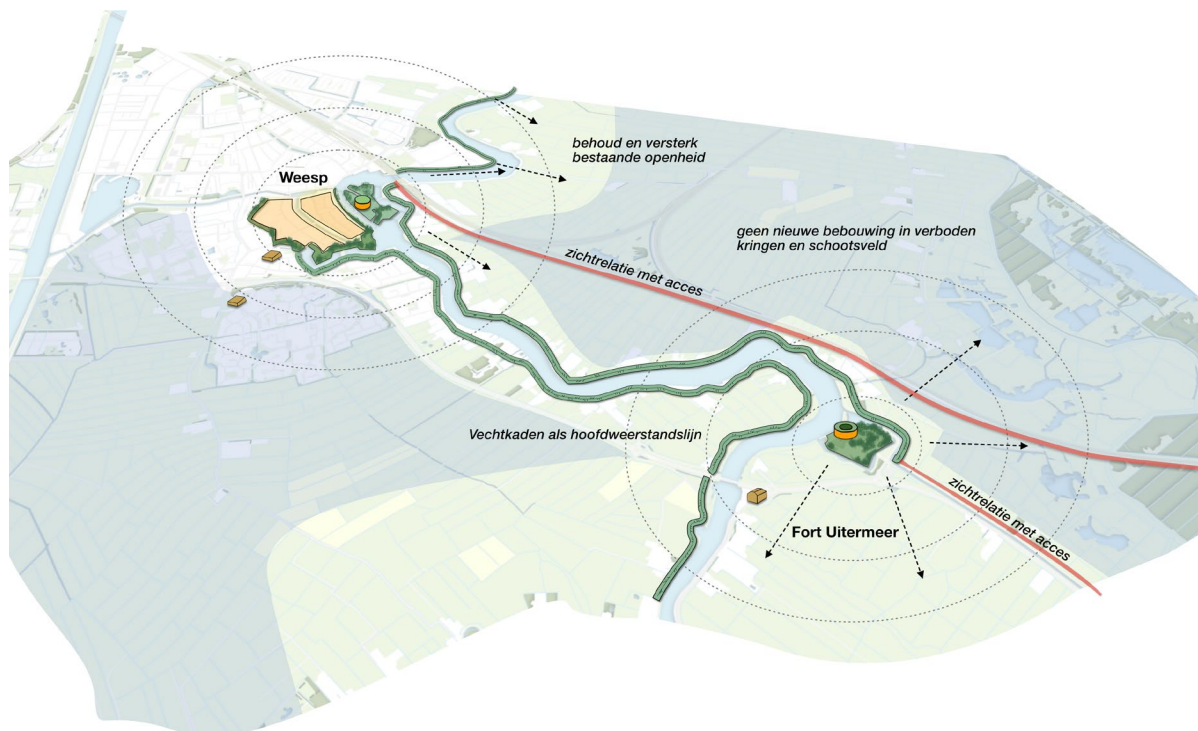 behoud en versterk
bestaande openheid
Weesp
geen nieuwe bebouwing in verboden
kringen en schootsveld
zichtrelatie met acces
Vechtkaden als hoofdweerstandslijn
zichtrelatie met acces
Fort Uitermeer